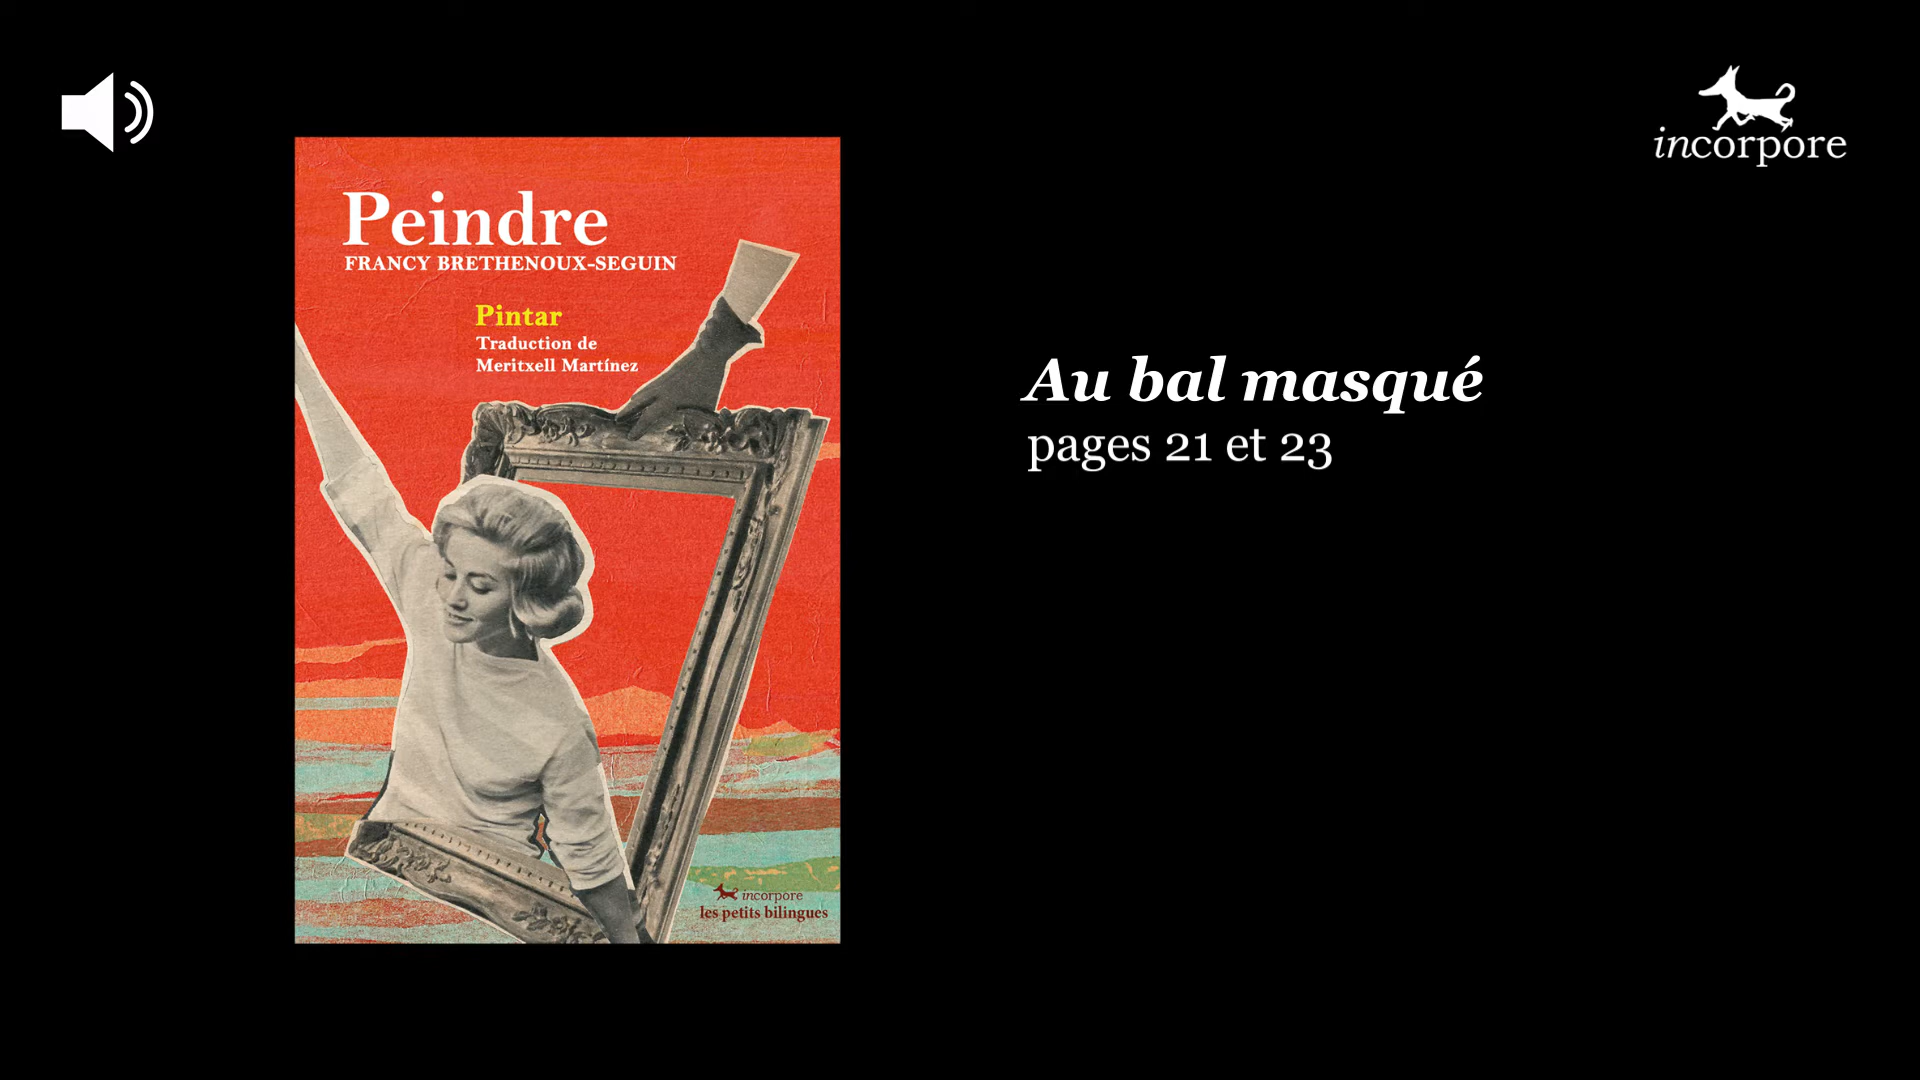 incorpore
Peindre
FRANCY BRETHENOUX-SEGUIN
Pintar
Traduction de
Meritxell Martínez
Au bal masqué
pages 21 et 23
incorpore
les petits bilingues